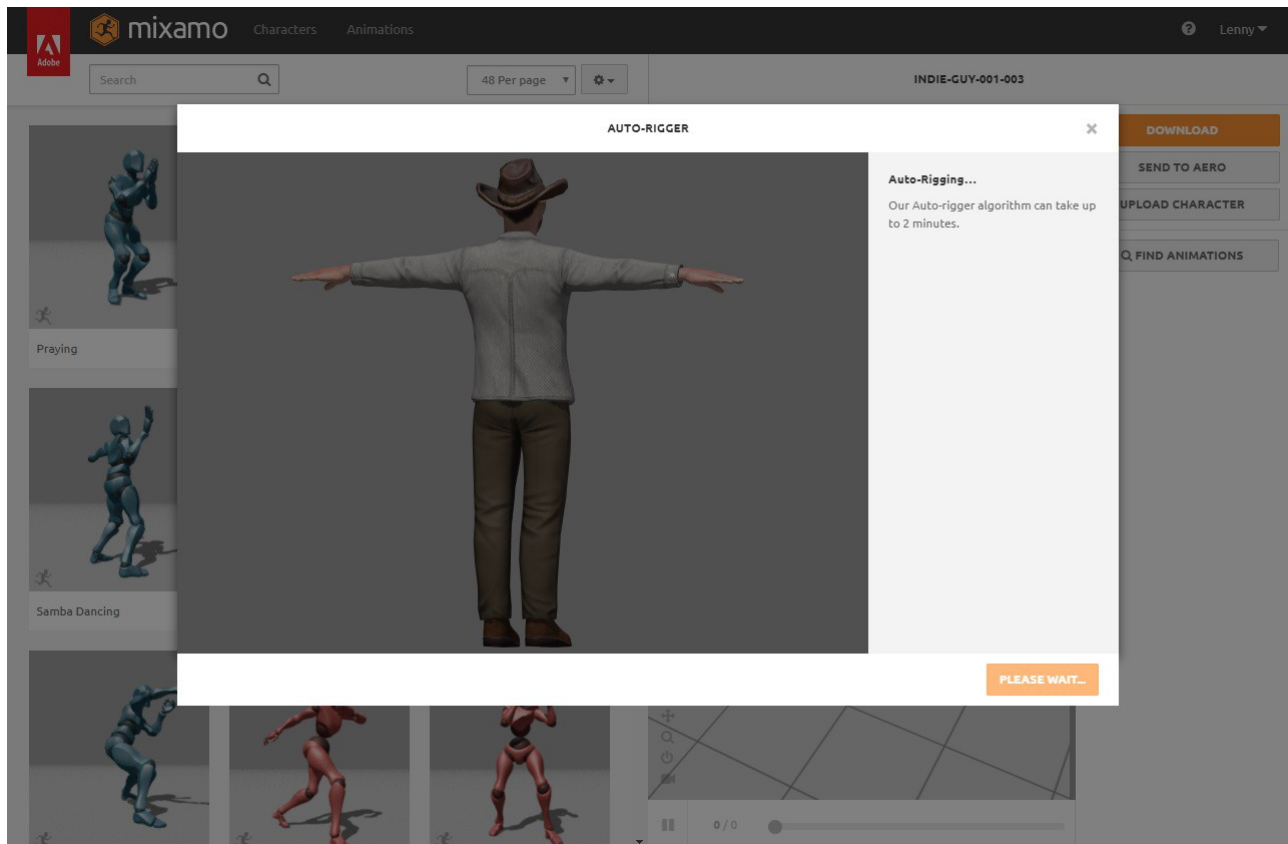 Adobe
mixamo
Characters
Animations
?
Lenny
Search
48 Per page
INDIE-GUY-001-003
AUTO-RIGGER
×
DOWNLOAD
SEND TO AERO
UPLOAD CHARACTER
FIND ANIMATIONS
Auto-Rigging...
Our Auto-rigger algorithm can take up
to 2 minutes.
Praying
Samba Dancing
PLEASE WAIT...
0 / 0